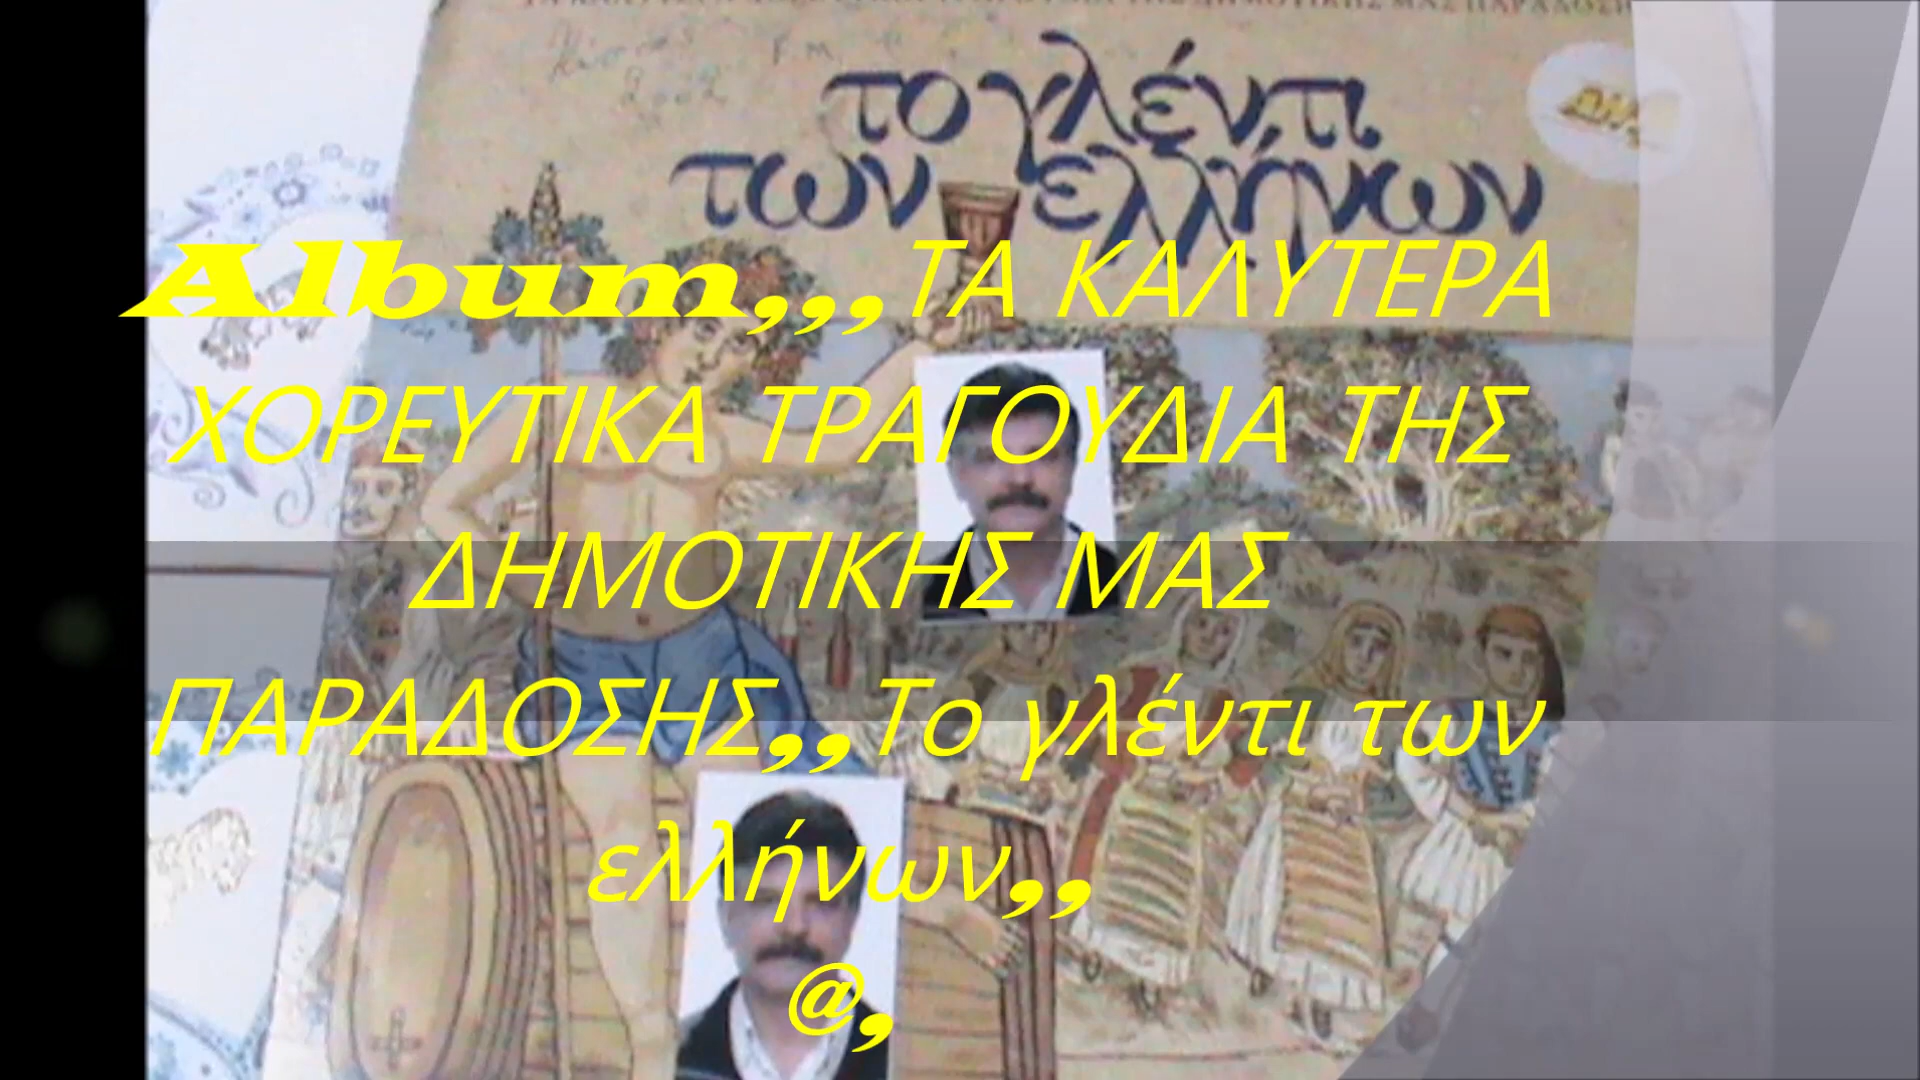 το γλέντι
των ελλήνων
Album,,,ΤΑ ΚΑΛΥΤΕΡΑ
ΧΟΡΕΥΤΙΚΑ ΤΡΑΓΟΥΔΙΑ ΤΗΣ
ΔΗΜΟΤΙΚΗΣ ΜΑΣ
ΠΑΡΑΔΟΣΗΣ,,Το γλέντι των
ελλήνων,,
@,